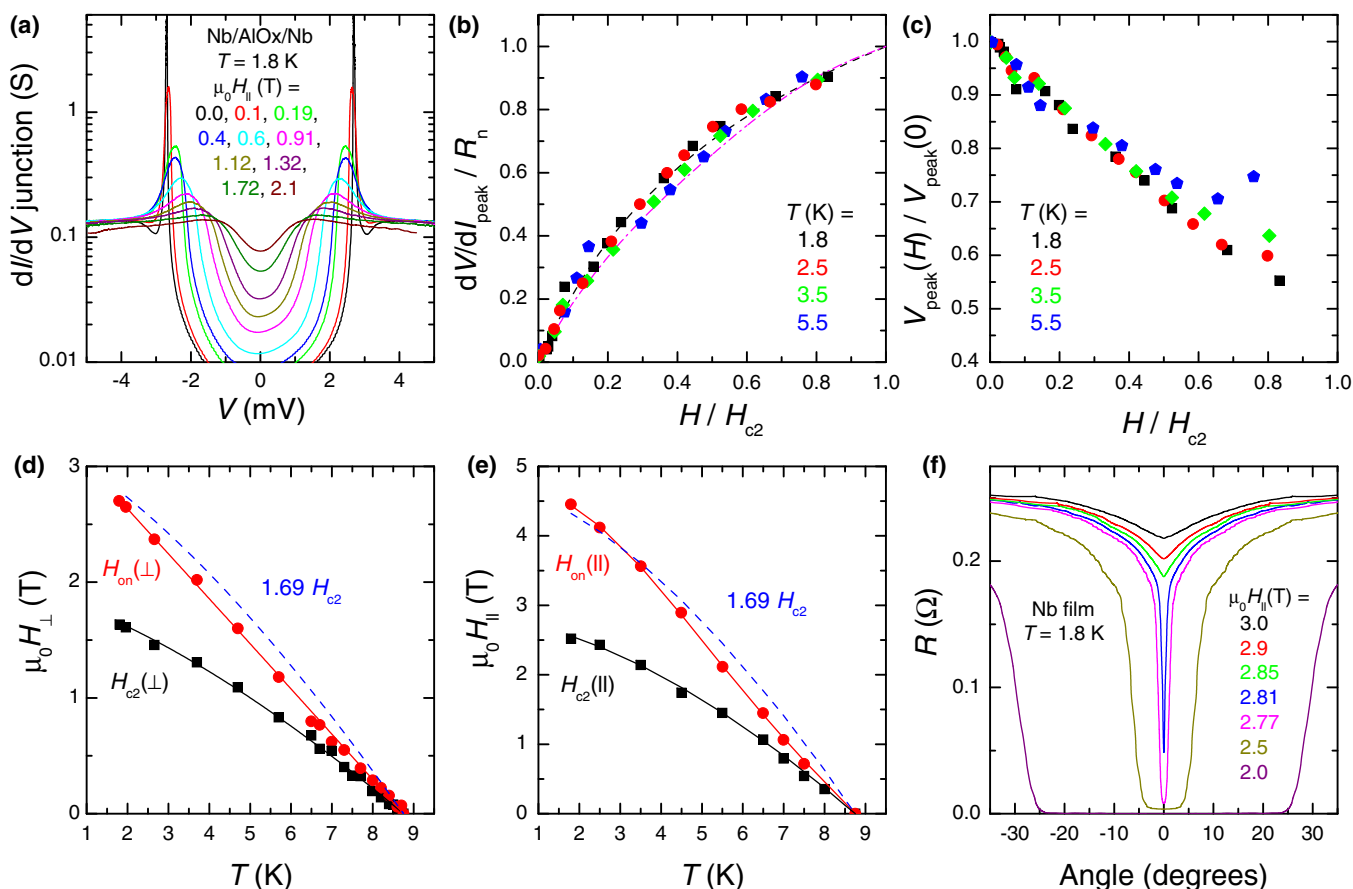 (a)
Nb/AlOx/Nb
T = 1.8 K
μ0H|| (T) =
0.0, 0.1, 0.19,
0.4, 0.6, 0.91,
1.12, 1.32,
1.72, 2.1
dI/dV junction (S)
1
0.1
0.01
-4 -2 0 2 4
V (mV)
(b)
dV/dIpeak / Rn
1.0
0.8
0.6
0.4
0.2
0.0
T (K) =
1.8
2.5
3.5
5.5
0.0 0.2 0.4 0.6 0.8 1.0
H / Hc2
(c)
Vpeak(H) / Vpeak(0)
1.0
0.9
0.8
0.7
0.6
0.5
0.4
T (K) =
1.8
2.5
3.5
5.5
0.0 0.2 0.4 0.6 0.8 1.0
H / Hc2
(d)
μ0H⊥ (T)
3
2
1
0
Hon(⊥)
1.69 Hc2
Hc2(⊥)
1 2 3 4 5 6 7 8 9
T (K)
(e)
μ0H|| (T)
5
4
3
2
1
0
Hon(||)
1.69 Hc2
Hc2(||)
1 2 3 4 5 6 7 8 9
T (K)
(f)
R (Ω)
0.2
0.1
0.0
Nb film
T = 1.8 K
μ0H||(T) =
3.0
2.9
2.85
2.81
2.77
2.5
2.0
-30 -20 -10 0 10 20 30
Angle (degrees)